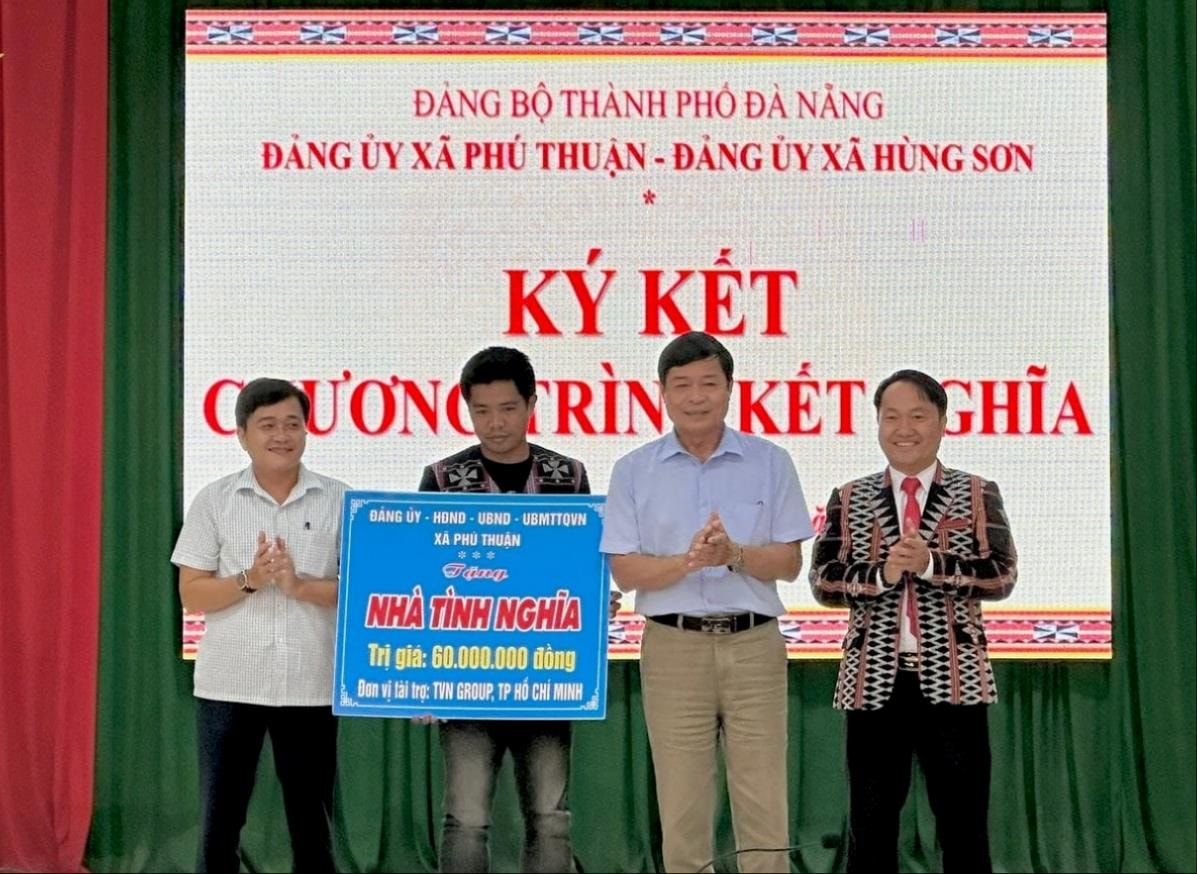 ĐẢNG BỘ THÀNH PHỐ ĐÀ NẴNG
ĐẢNG ỦY XÃ PHÚ THUẬN - ĐẢNG ỦY XÃ HÙNG SƠN
*
KÝ KẾT
CHƯƠNG TRÌNH KẾT NGHĨA
ĐẢNG ỦY - HĐND - UBND - UBMTTQVN
XÃ PHÚ THUẬN
***
Tặng
NHÀ TÌNH NGHĨA
Trị giá: 60.000.000 đồng
Đơn vị tài trợ: TVN GROUP, TP HỒ CHÍ MINH